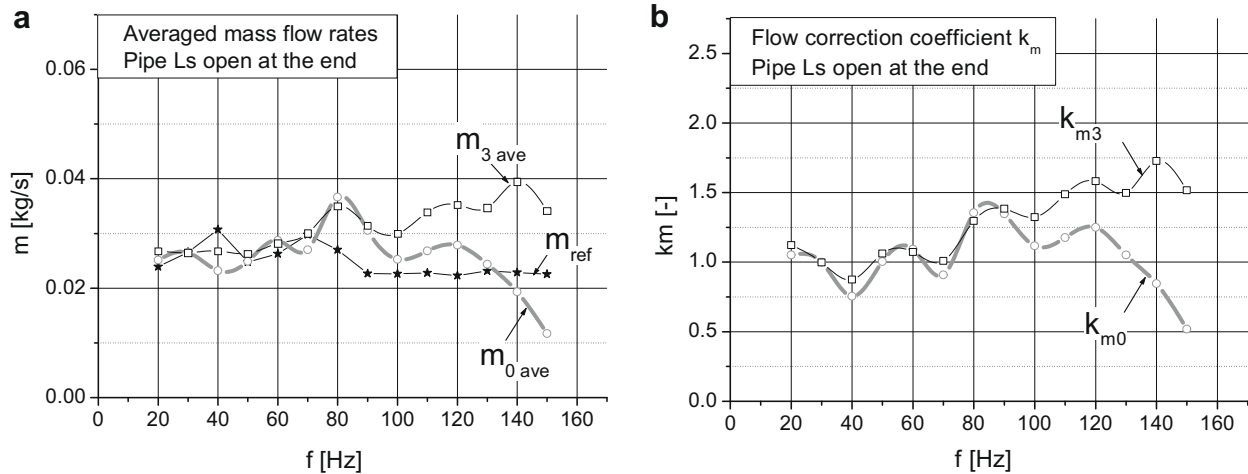 a
Averaged mass flow rates
Pipe Ls open at the end
0.06
0.04
0.02
0.00
m [kg/s]
m3 ave
mref
m0 ave
0 20 40 60 80 100 120 140 160
f [Hz]
b
Flow correction coefficient km
Pipe Ls open at the end
2.5
2.0
1.5
1.0
0.5
0.0
km [-]
km3
km0
0 20 40 60 80 100 120 140 160
f [Hz]